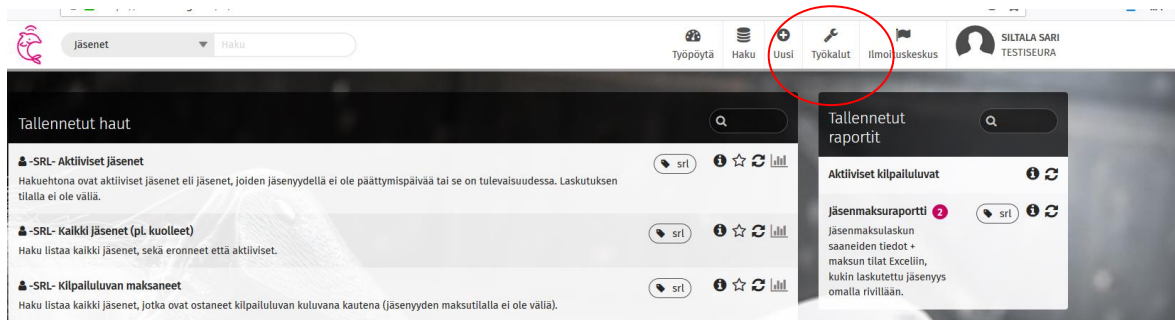 Jäsenet
Haku
Työpöytä
Haku
Uusi
Työkalut
Ilmoituskeskus
SILTALA SARI
TESTISEURA
Tallennetut haut
-SRL- Aktiiviset jäsenet
srl
Hakuehtona ovat aktiiviset jäsenet eli jäsenet, joiden jäsenyydellä ei ole päättymispäivää tai se on tulevaisuudessa. Laskutuksen
tilalla ei ole väliä.
-SRL- Kaikki jäsenet (pl. kuolleet)
srl
Haku listaa kaikki jäsenet, sekä eronneet että aktiiviset.
-SRL- Kilpailuluvan maksaneet
srl
Haku listaa kaikki jäsenet, jotka ovat ostaneet kilpailuluvan kuluvana kautena (jäsenyyden maksutilalla ei ole väliä).
Tallennetut
raportit
Aktiiviset kilpailuluvat
Jäsenmaksuraportti 2
srl
Jäsenmaksulaskun
saaneiden tiedot +
maksun tilat Exceliin,
kukin laskutettu jäsenyys
omalla rivillään.